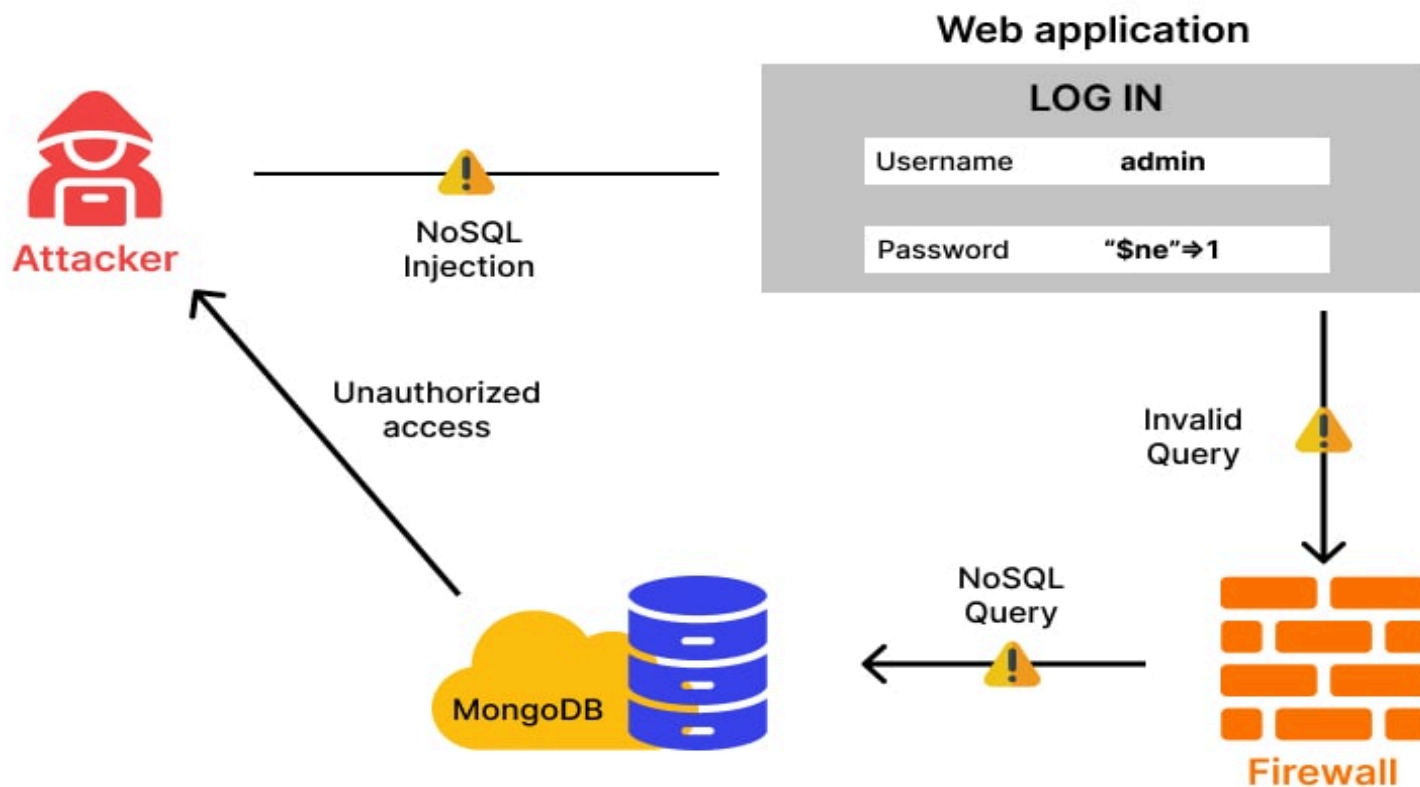 Web application
LOG IN
Username admin
Password “$ne”⇒1
Attacker
NoSQL
Injection
Unauthorized
access
Invalid
Query
NoSQL
Query
MongoDB
Firewall